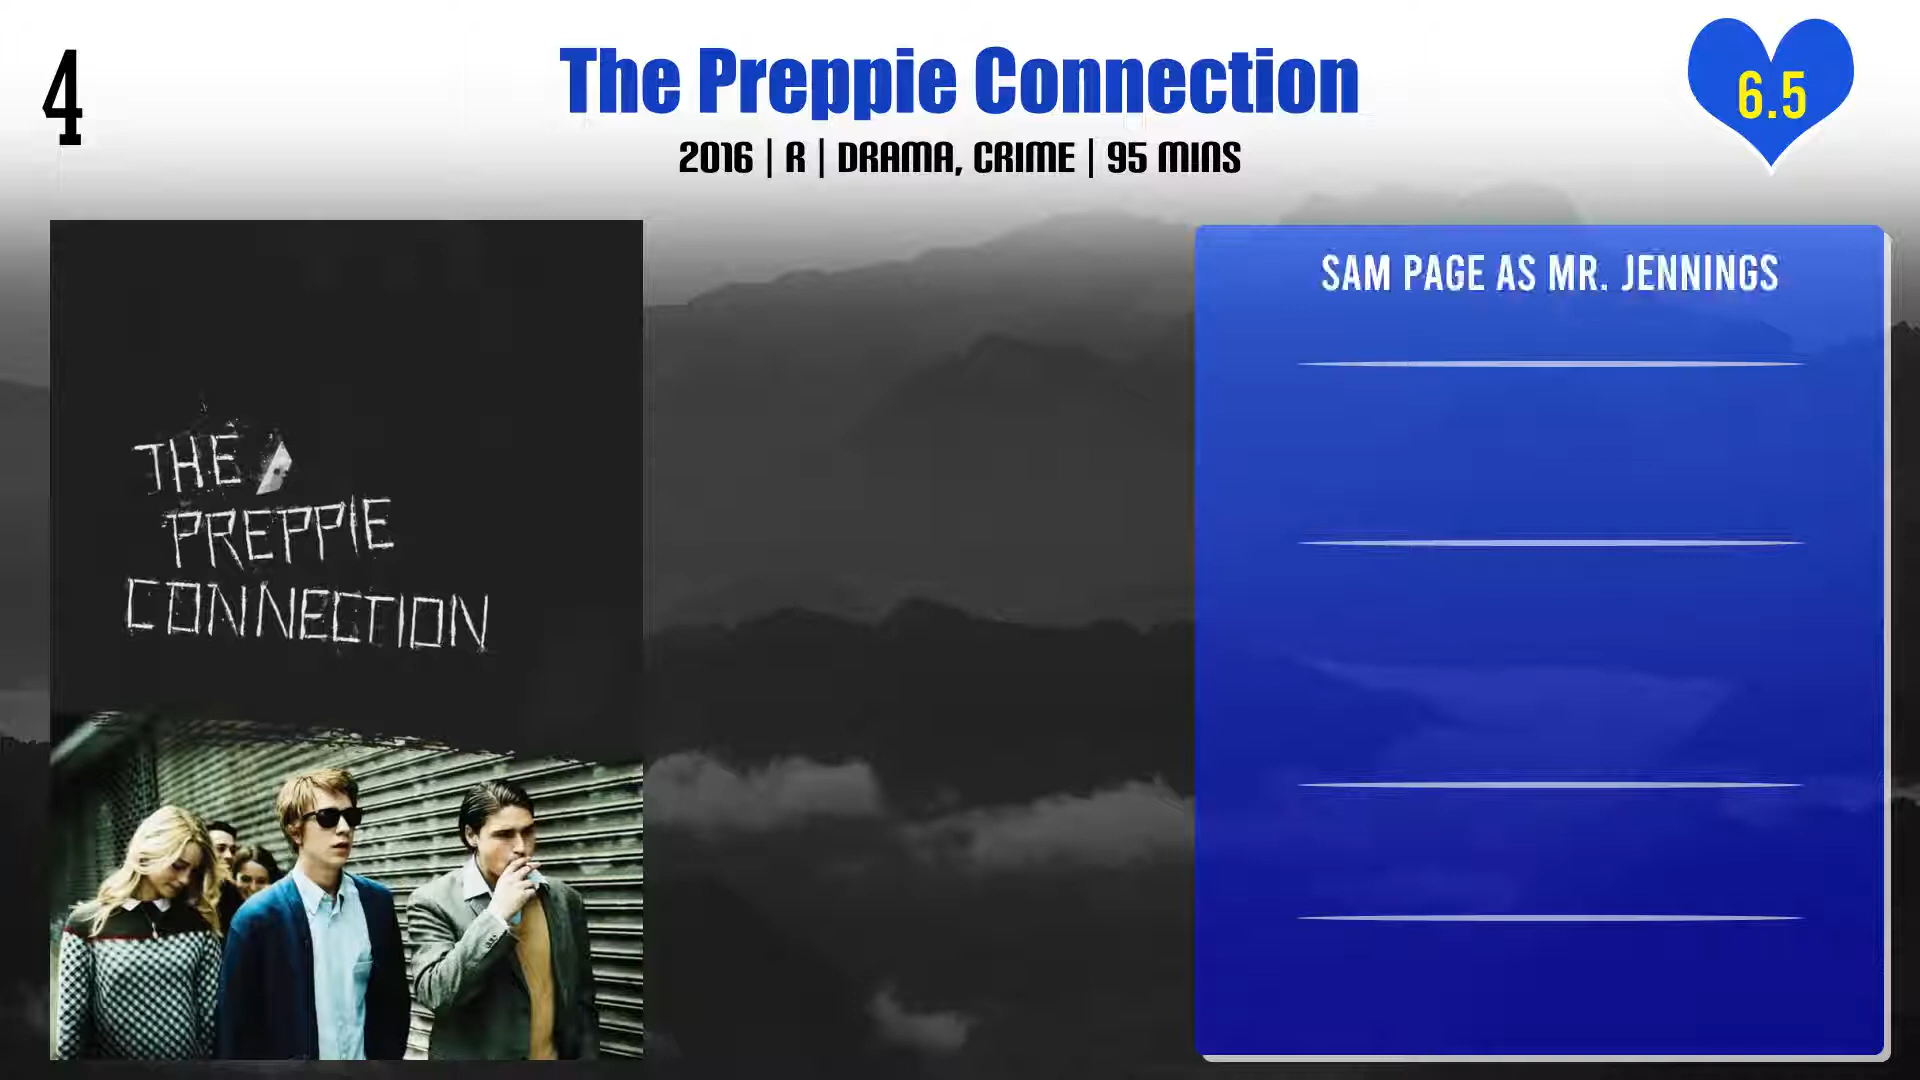 4
The Preppie Connection
2016 | R | DRAMA, CRIME | 95 MINS
6.5
SAM PAGE AS MR. JENNINGS
THE
PREPPIE
CONNECTION